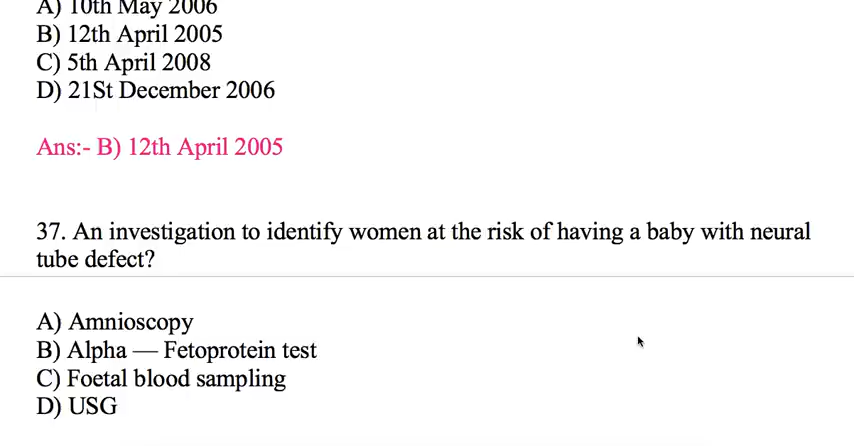 A) 10th May 2006
B) 12th April 2005
C) 5th April 2008
D) 21St December 2006
Ans:- B) 12th April 2005
37. An investigation to identify women at the risk of having a baby with neural
tube defect?
A) Amnioscopy
B) Alpha — Fetoprotein test
C) Foetal blood sampling
D) USG